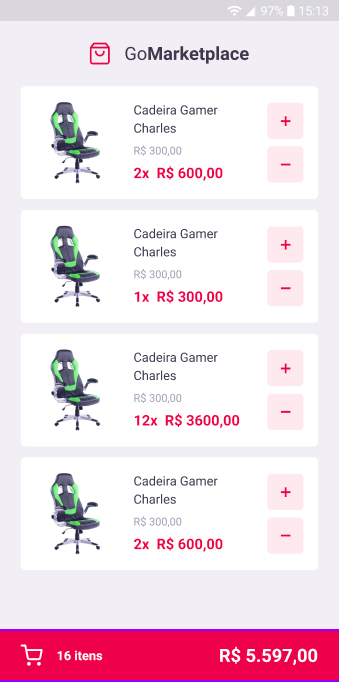 97% 15:13
GoMarketplace
Cadeira Gamer
Charles
R$ 300,00
2x R$ 600,00
+
−
Cadeira Gamer
Charles
R$ 300,00
1x R$ 300,00
+
−
Cadeira Gamer
Charles
R$ 300,00
12x R$ 3600,00
+
−
Cadeira Gamer
Charles
R$ 300,00
2x R$ 600,00
+
−
16 itens R$ 5.597,00